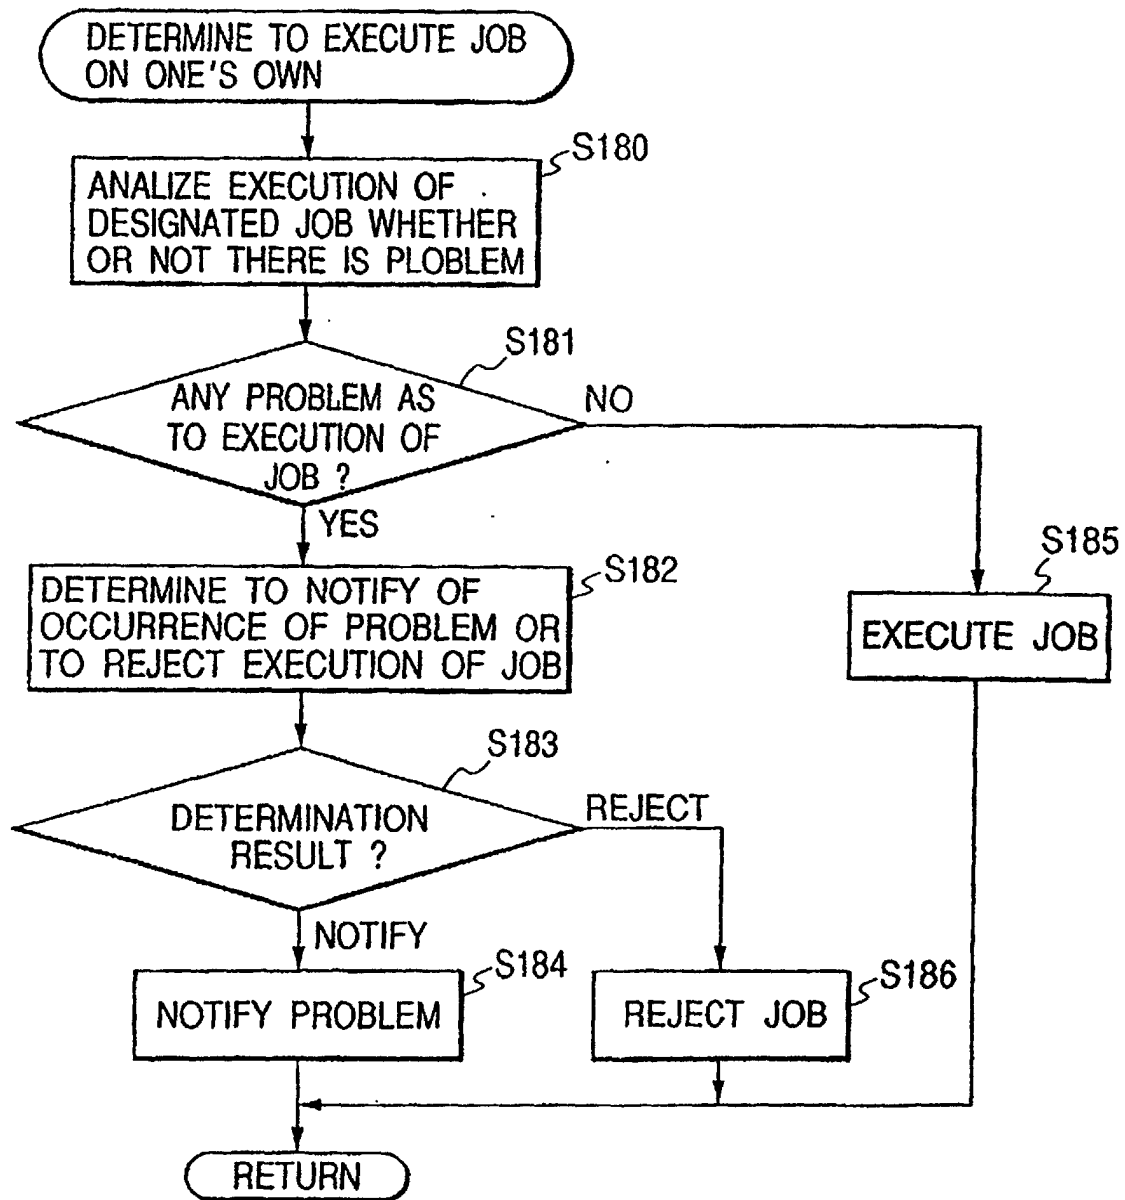 DETERMINE TO EXECUTE JOB
ON ONE'S OWN
S180
ANALIZE EXECUTION OF
DESIGNATED JOB WHETHER
OR NOT THERE IS PLOBLEM
S181
ANY PROBLEM AS
TO EXECUTION OF
JOB ?
NO
YES
S182
DETERMINE TO NOTIFY OF
OCCURRENCE OF PROBLEM OR
TO REJECT EXECUTION OF JOB
S185
EXECUTE JOB
S183
DETERMINATION
RESULT ?
REJECT
NOTIFY
S184
NOTIFY PROBLEM
S186
REJECT JOB
RETURN